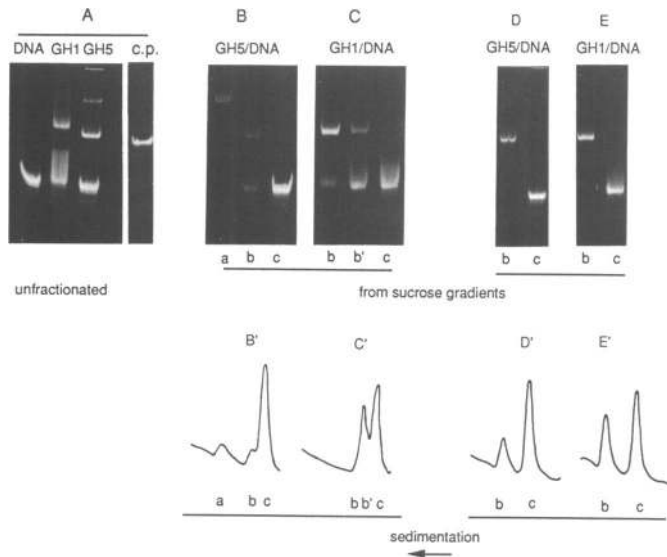 A
DNA GH1 GH5 c.p.
unfractionated
B C
GH5/DNA GH1/DNA
a b c b b' c
D E
GH5/DNA GH1/DNA
b c b c
from sucrose gradients
B' C' D' E'
a b c b b' c b c b c
sedimentation